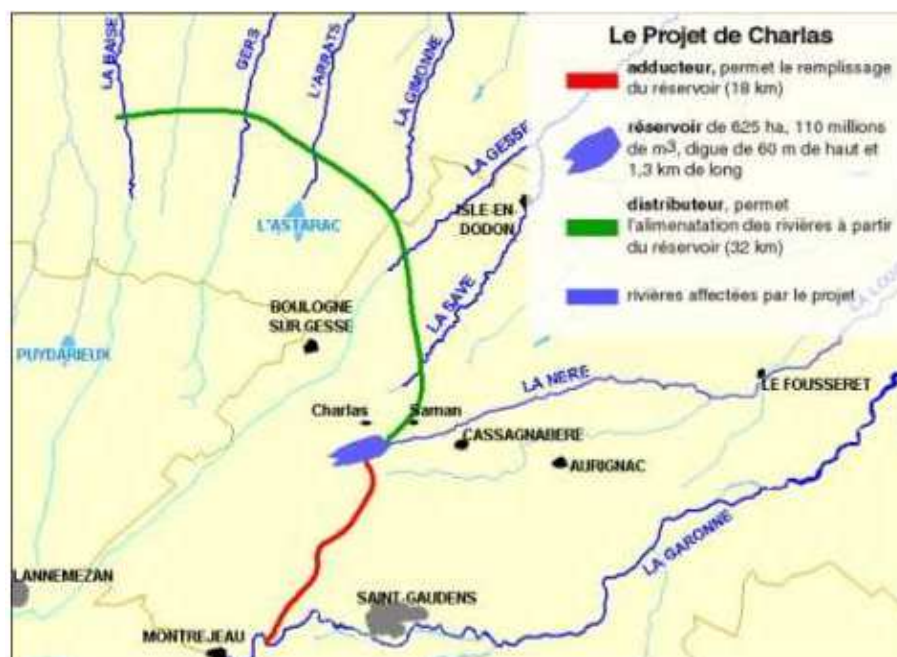 Le Projet de Charlas
adducteur, permet le remplissage
du réservoir (18 km)
réservoir de 625 ha, 110 millions
de m3, digue de 60 m de haut et
1,3 km de long
distributeur, permet
l'alimenatation des rivières à partir
du réservoir (32 km)
rivières affectées par le projet
LA BAISE
GERS
L'ARRATS
LA GIMONNE
LA GESSE
L'ASTARAC
ISLE-EN-
DODON
LA SAVE
BOULOGNE
SUR GESSE
PUYDARIEUX
LA NERE
LE FOUSSERET
Charlas
Saman
CASSAGNABERE
AURIGNAC
LA GARONNE
LANNEMEZAN
SAINT-GAUDENS
MONTREJEAU